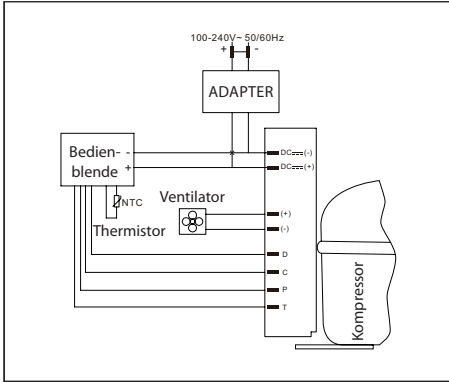 100-240V~ 50/60Hz
+ -
ADAPTER
Bedien-
blende
-
+
DC⎓(-)
DC⎓(+)
NTC
Thermistor
Ventilator
(+)
(-)
D
C
P
T
Kompressor